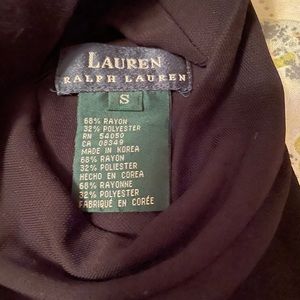 LAUREN
RALPH LAUREN
S
68% RAYON
32% POLYESTER
RN 54050
CA 08349
MADE IN KOREA
68% RAYON
32% POLIESTER
HECHO EN COREA
68% RAYONNE
32% POLYESTER
FABRIQUÉ EN CORÉE